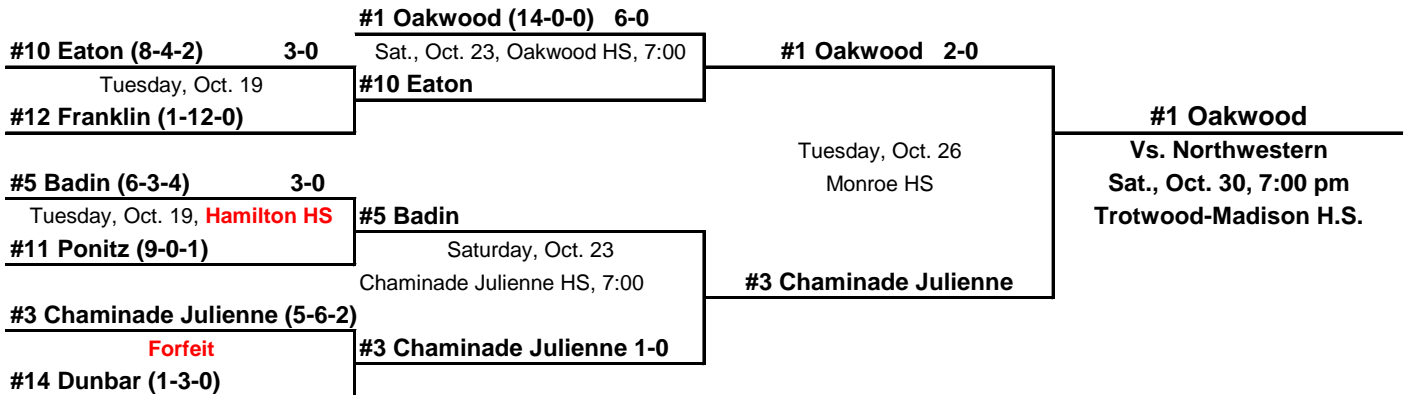 #1 Oakwood (14-0-0) 6-0
#10 Eaton (8-4-2) 3-0
Sat., Oct. 23, Oakwood HS, 7:00
#1 Oakwood 2-0
Tuesday, Oct. 19
#10 Eaton
#12 Franklin (1-12-0)
#1 Oakwood
Tuesday, Oct. 26
Vs. Northwestern
#5 Badin (6-3-4) 3-0
Monroe HS
Sat., Oct. 30, 7:00 pm
Tuesday, Oct. 19, Hamilton HS
#5 Badin
Trotwood-Madison H.S.
#11 Ponitz (9-0-1)
Saturday, Oct. 23
Chaminade Julienne HS, 7:00
#3 Chaminade Julienne
#3 Chaminade Julienne (5-6-2)
Forfeit
#3 Chaminade Julienne 1-0
#14 Dunbar (1-3-0)